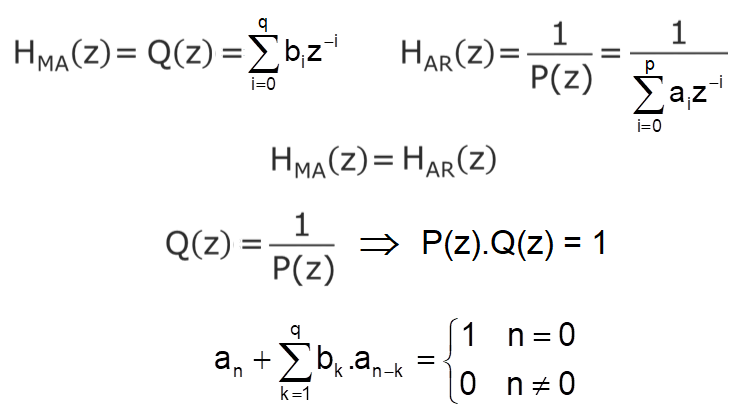 H_MA(z) = Q(z) = ∑_{i=0}^{q} b_i z^{-i}    H_AR(z) = 1/P(z) = 1/(∑_{i=0}^{p} a_i z^{-i})
H_MA(z) = H_AR(z)
Q(z) = 1/P(z) ⇒ P(z).Q(z) = 1
a_n + ∑_{k=1}^{q} b_k.a_{n-k} = { 1 n = 0; 0 n ≠ 0